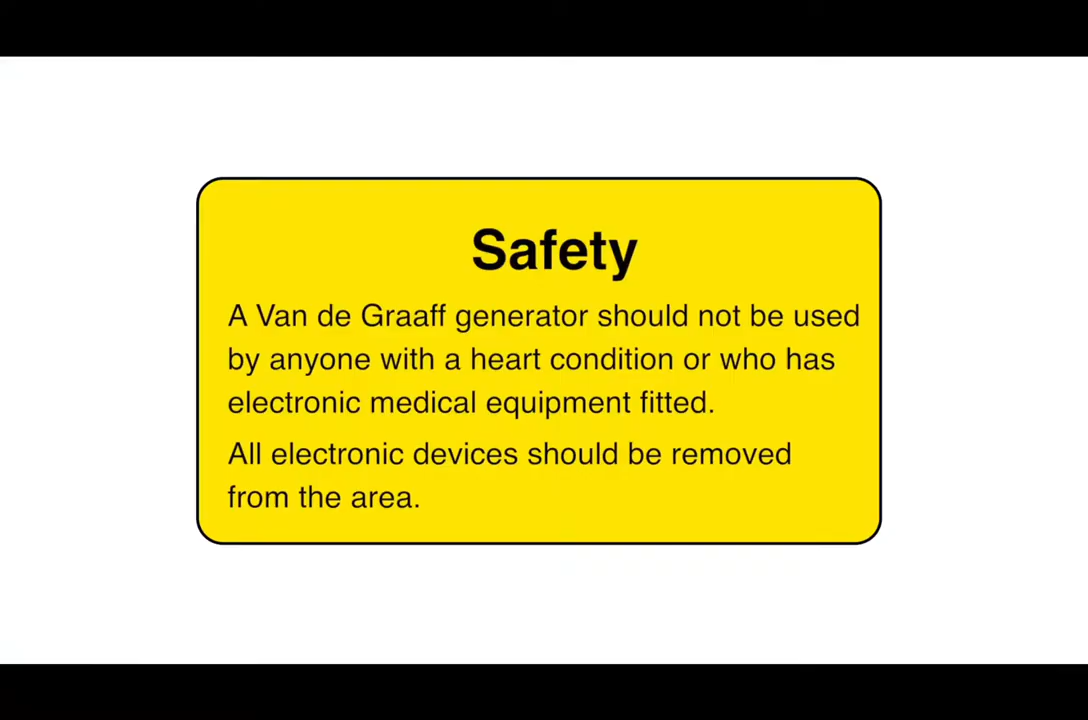 Safety
A Van de Graaff generator should not be used
by anyone with a heart condition or who has
electronic medical equipment fitted.
All electronic devices should be removed
from the area.